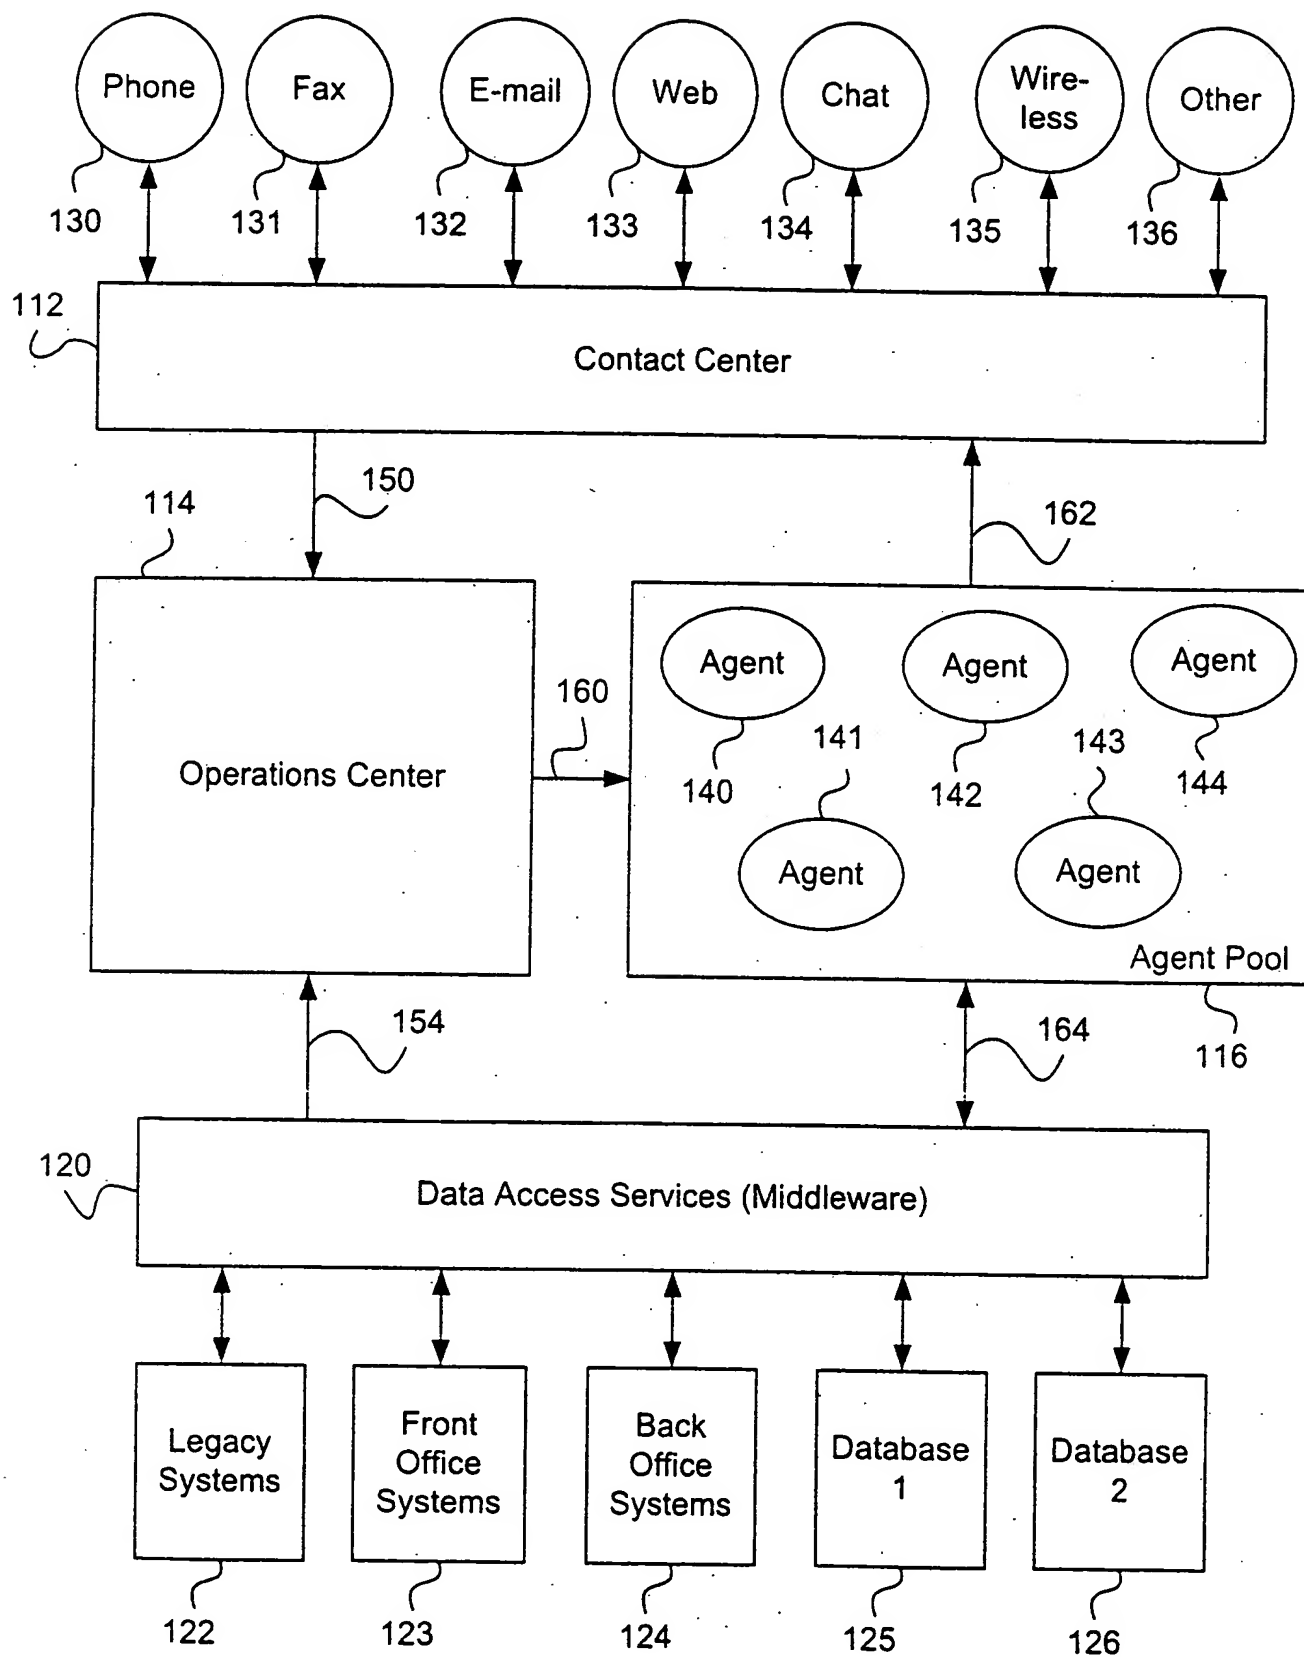 Phone
Fax
E-mail
Web
Chat
Wire-
less
Other
130
131
132
133
134
135
136
112
Contact Center
150
114
162
Agent
Agent
Agent
160
141
143
140
142
144
Operations Center
Agent
Agent
Agent Pool
154
164
116
120
Data Access Services (Middleware)
Legacy
Systems
Front
Office
Systems
Back
Office
Systems
Database
1
Database
2
122
123
124
125
126